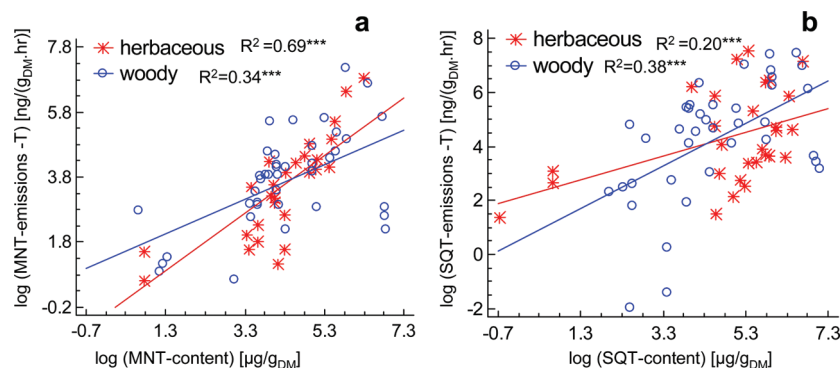 a
herbaceous R²=0.69***
woody R²=0.34***
log (MNT-emissions -T) [ng/(g_DM·hr)]
7.8
5.8
3.8
1.8
-0.2
-0.7 1.3 3.3 5.3 7.3
log (MNT-content) [µg/g_DM]
b
herbaceous R²=0.20***
woody R²=0.38***
log (SQT-emissions -T) [ng/(g_DM·hr)]
8
6
4
2
0
-2
-0.7 1.3 3.3 5.3 7.3
log (SQT-content) [µg/g_DM]